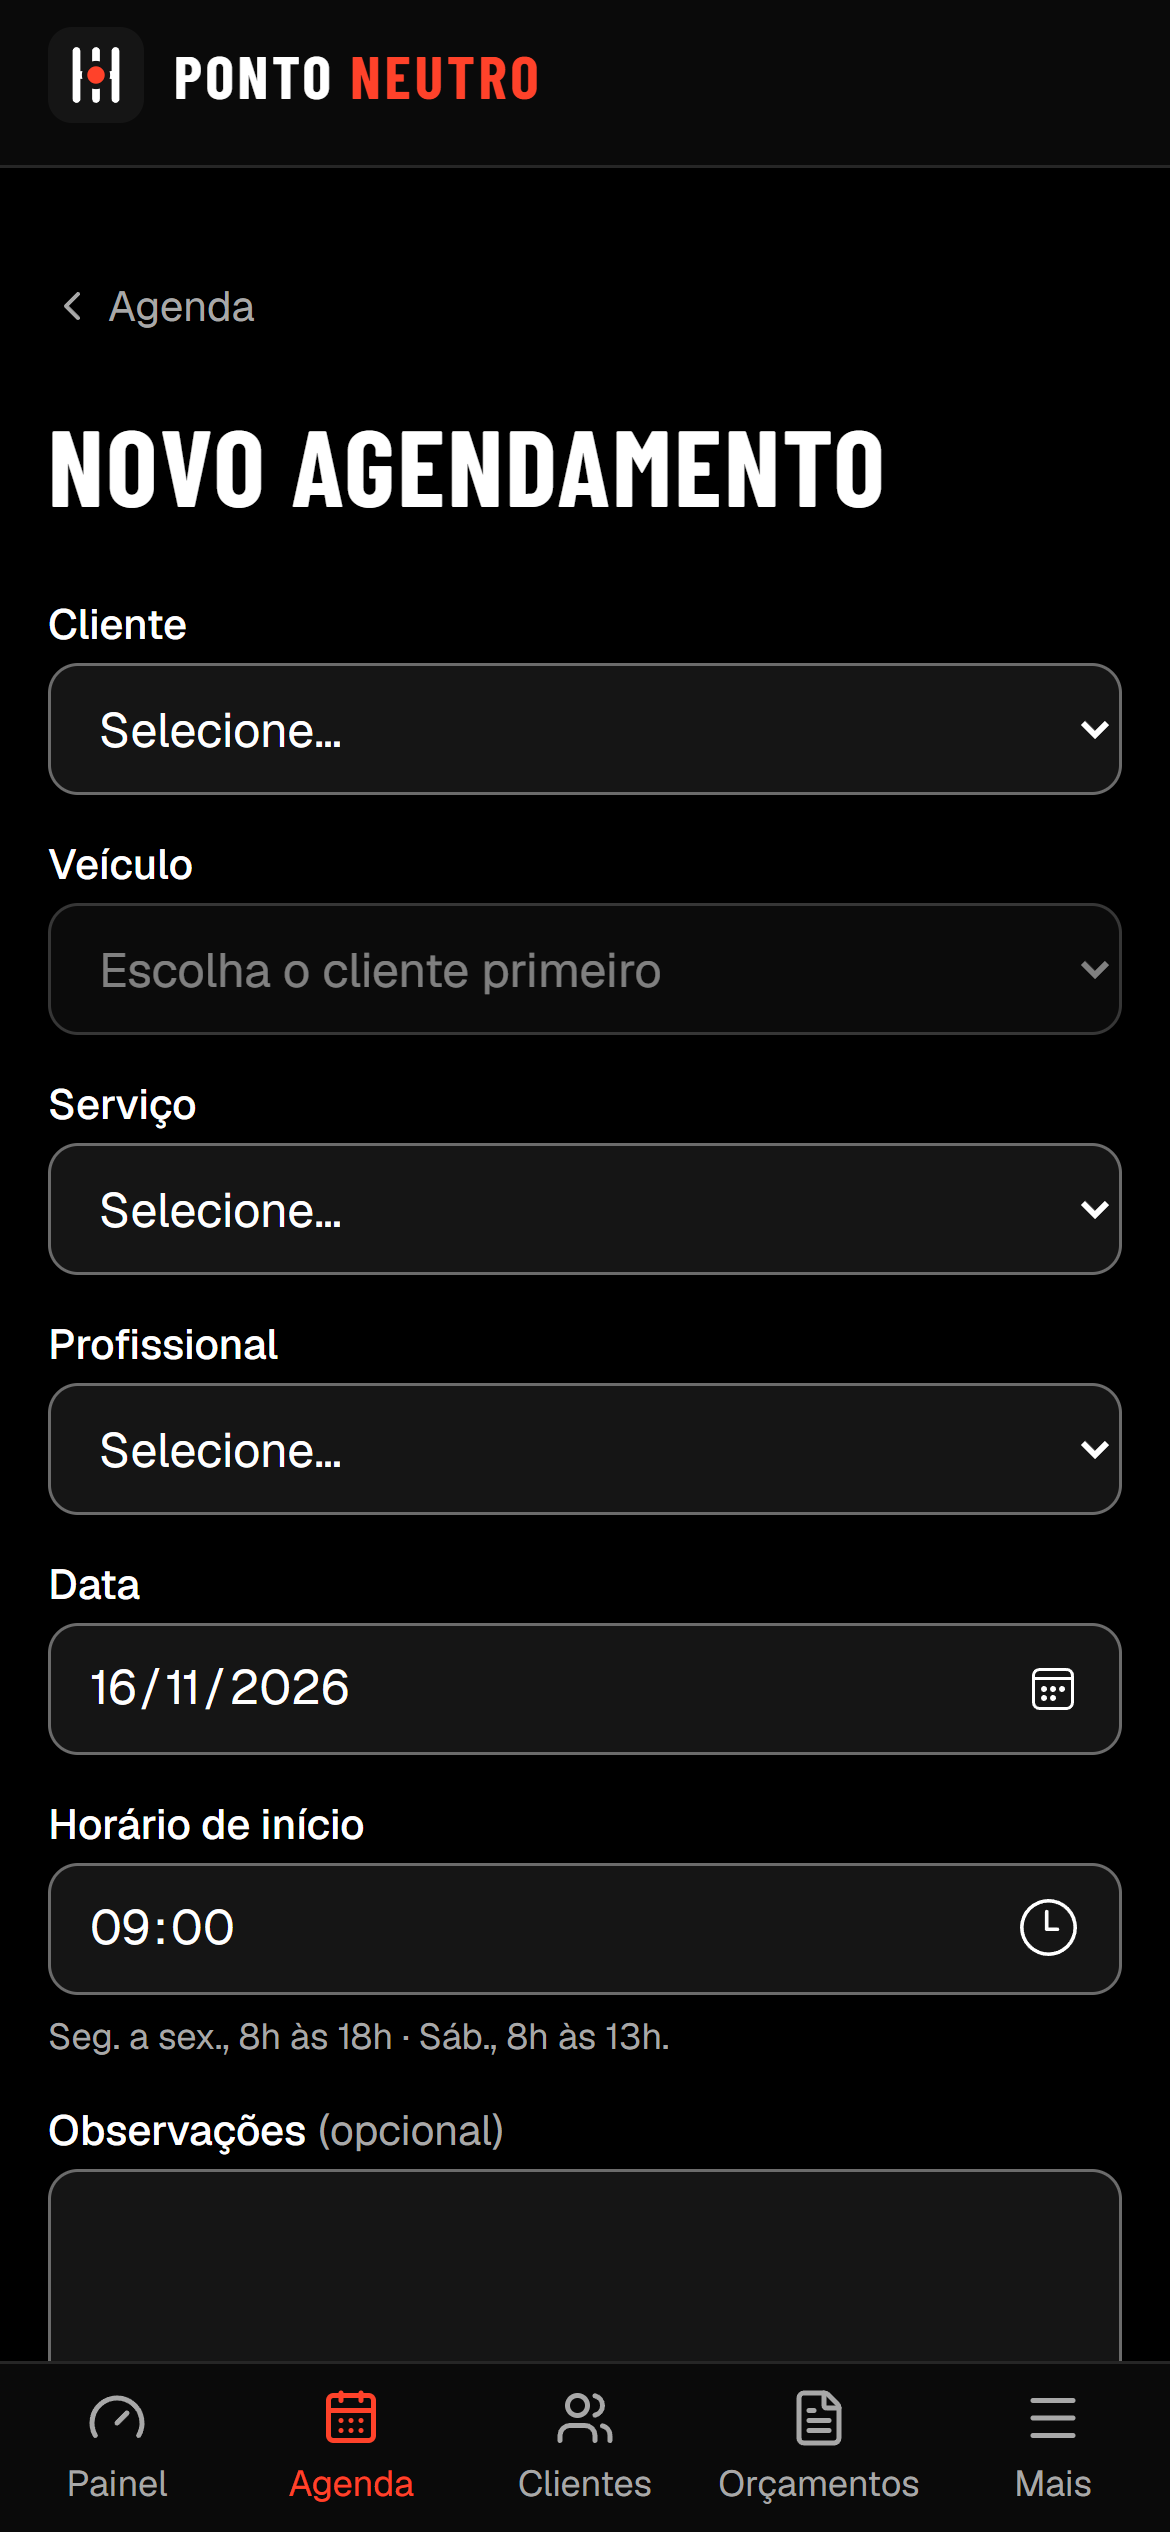 PONTO NEUTRO
Agenda
NOVO AGENDAMENTO
Cliente
Selecione...
Veículo
Escolha o cliente primeiro
Serviço
Selecione...
Profissional
Selecione...
Data
16/11/2026
Horário de início
09:00
Seg. a sex., 8h às 18h · Sáb., 8h às 13h.
Observações (opcional)
Painel
Agenda
Clientes
Orçamentos
Mais